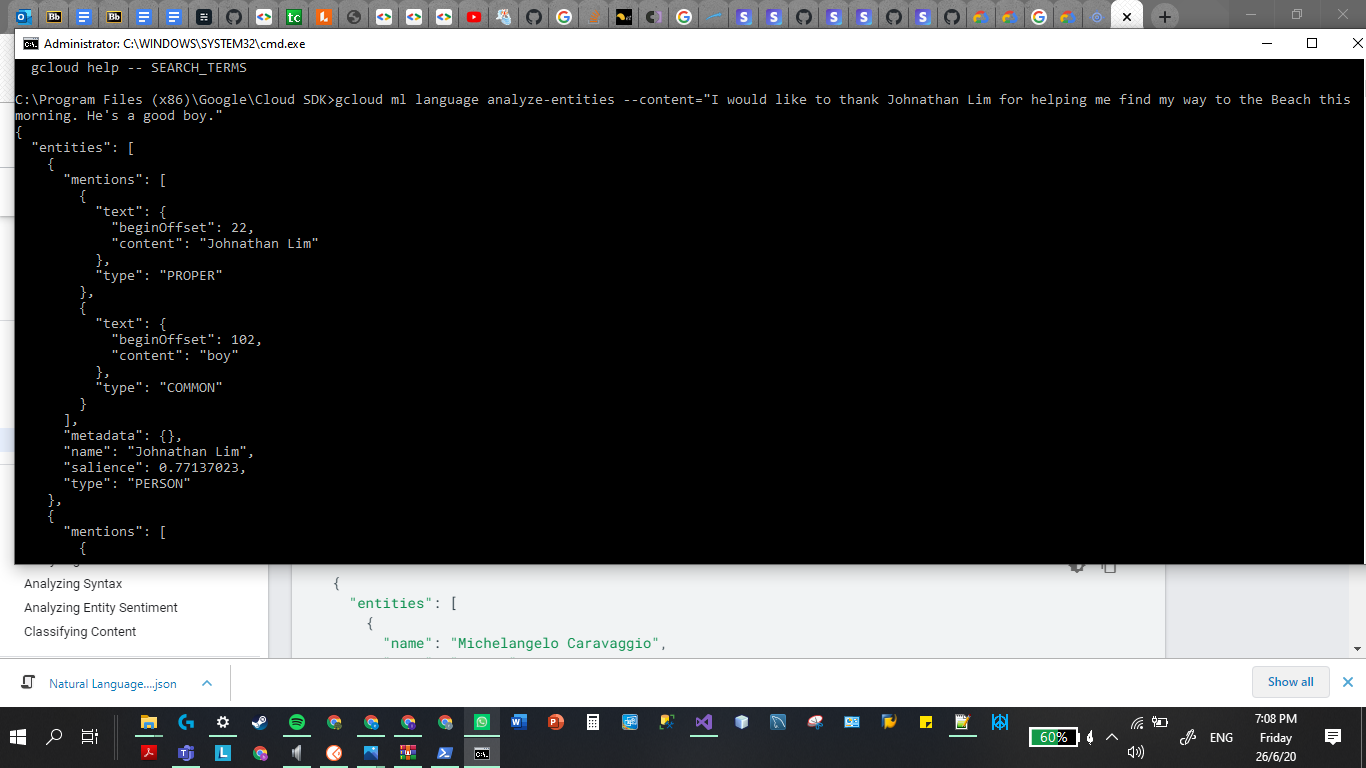 Administrator: C:\WINDOWS\SYSTEM32\cmd.exe
gcloud help -- SEARCH_TERMS
C:\Program Files (x86)\Google\Cloud SDK>gcloud ml language analyze-entities --content="I would like to thank Johnathan Lim for helping me find my way to the Beach this
morning. He's a good boy."
{
"entities": [
{
"mentions": [
{
"text": {
"beginOffset": 22,
"content": "Johnathan Lim"
},
"type": "PROPER"
},
{
"text": {
"beginOffset": 102,
"content": "boy"
},
"type": "COMMON"
}
],
"metadata": {},
"name": "Johnathan Lim",
"salience": 0.77137023,
"type": "PERSON"
},
{
"mentions": [
{
Analyzing Syntax
Analyzing Entity Sentiment
Classifying Content
{
"entities": [
{
"name": "Michelangelo Caravaggio",
Natural Language....json
Show all
60%
ENG
7:08 PM
Friday
26/6/20